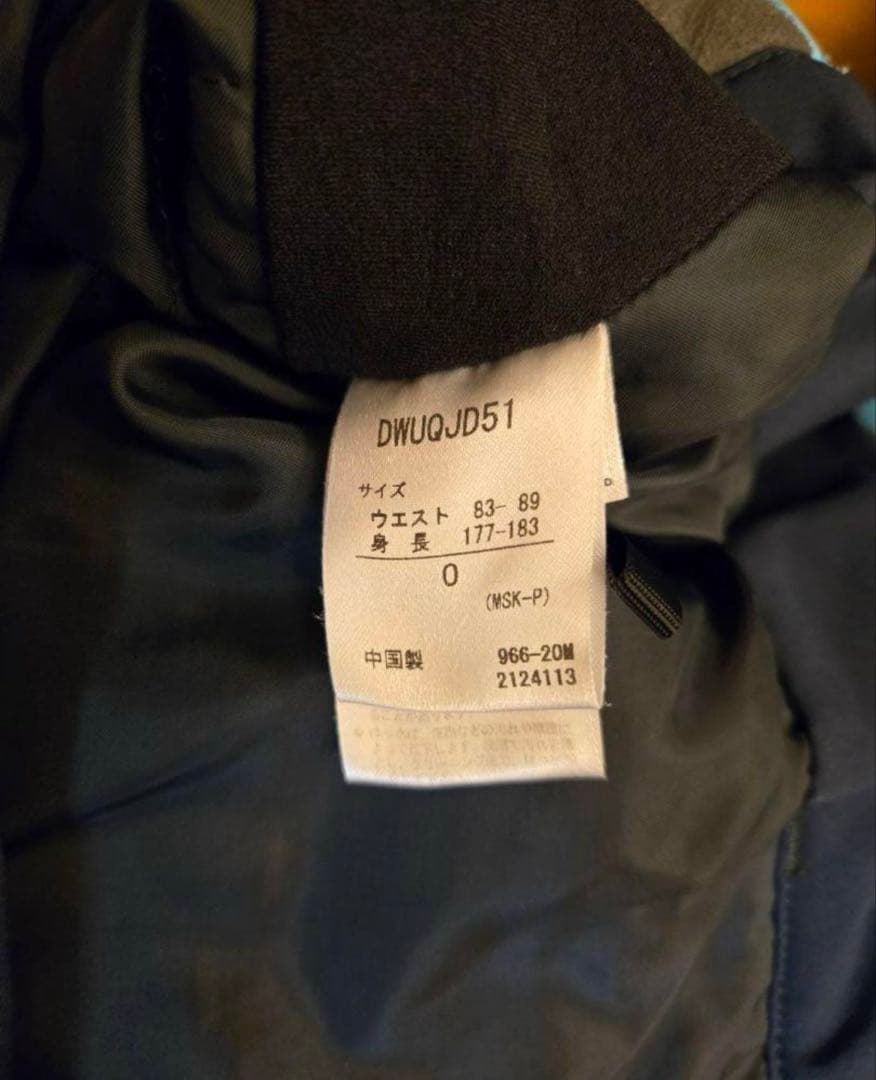 DWUQJD51
サイズ
ウエスト 83- 89
身 長 177-183
O
(MSK-P)
中国製 966-20M
2124113